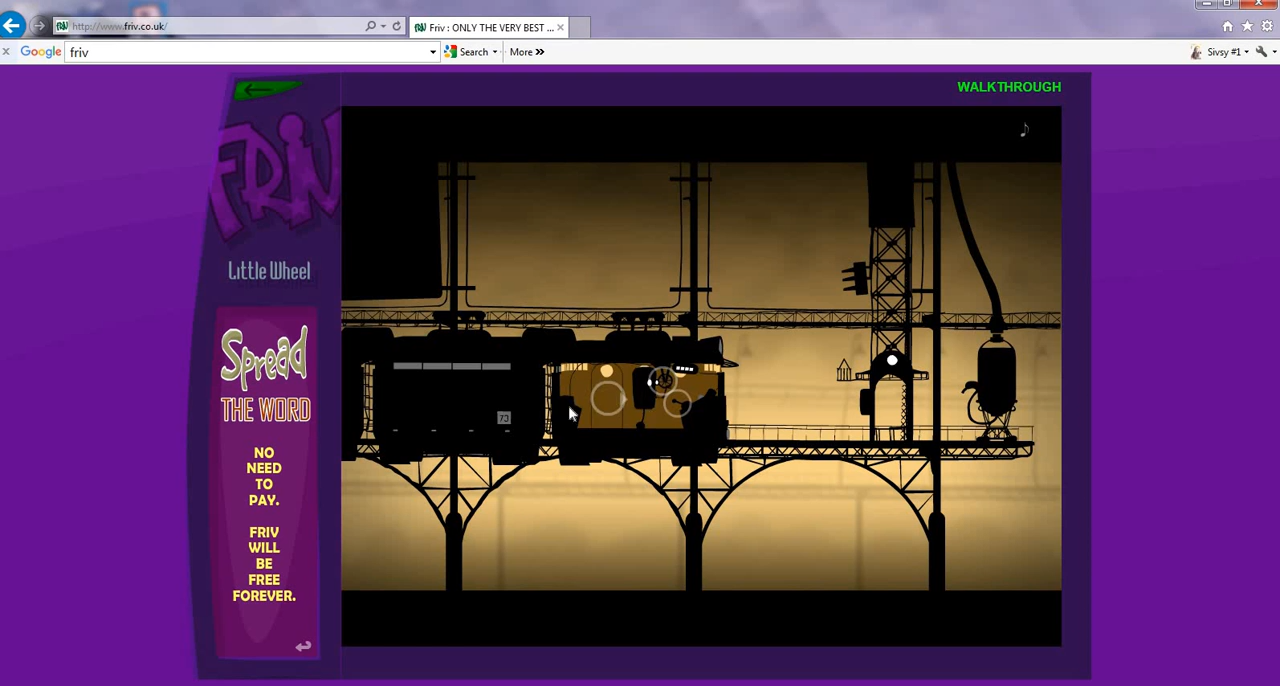 http://www.friv.co.uk/
Friv : ONLY THE VERY BEST ...
Google
friv
Search
More »
Sivsy #1
WALKTHROUGH
FRIV
Little Wheel
73
Spread
THE WORD
NO
NEED
TO
PAY.
FRIV
WILL
BE
FREE
FOREVER.